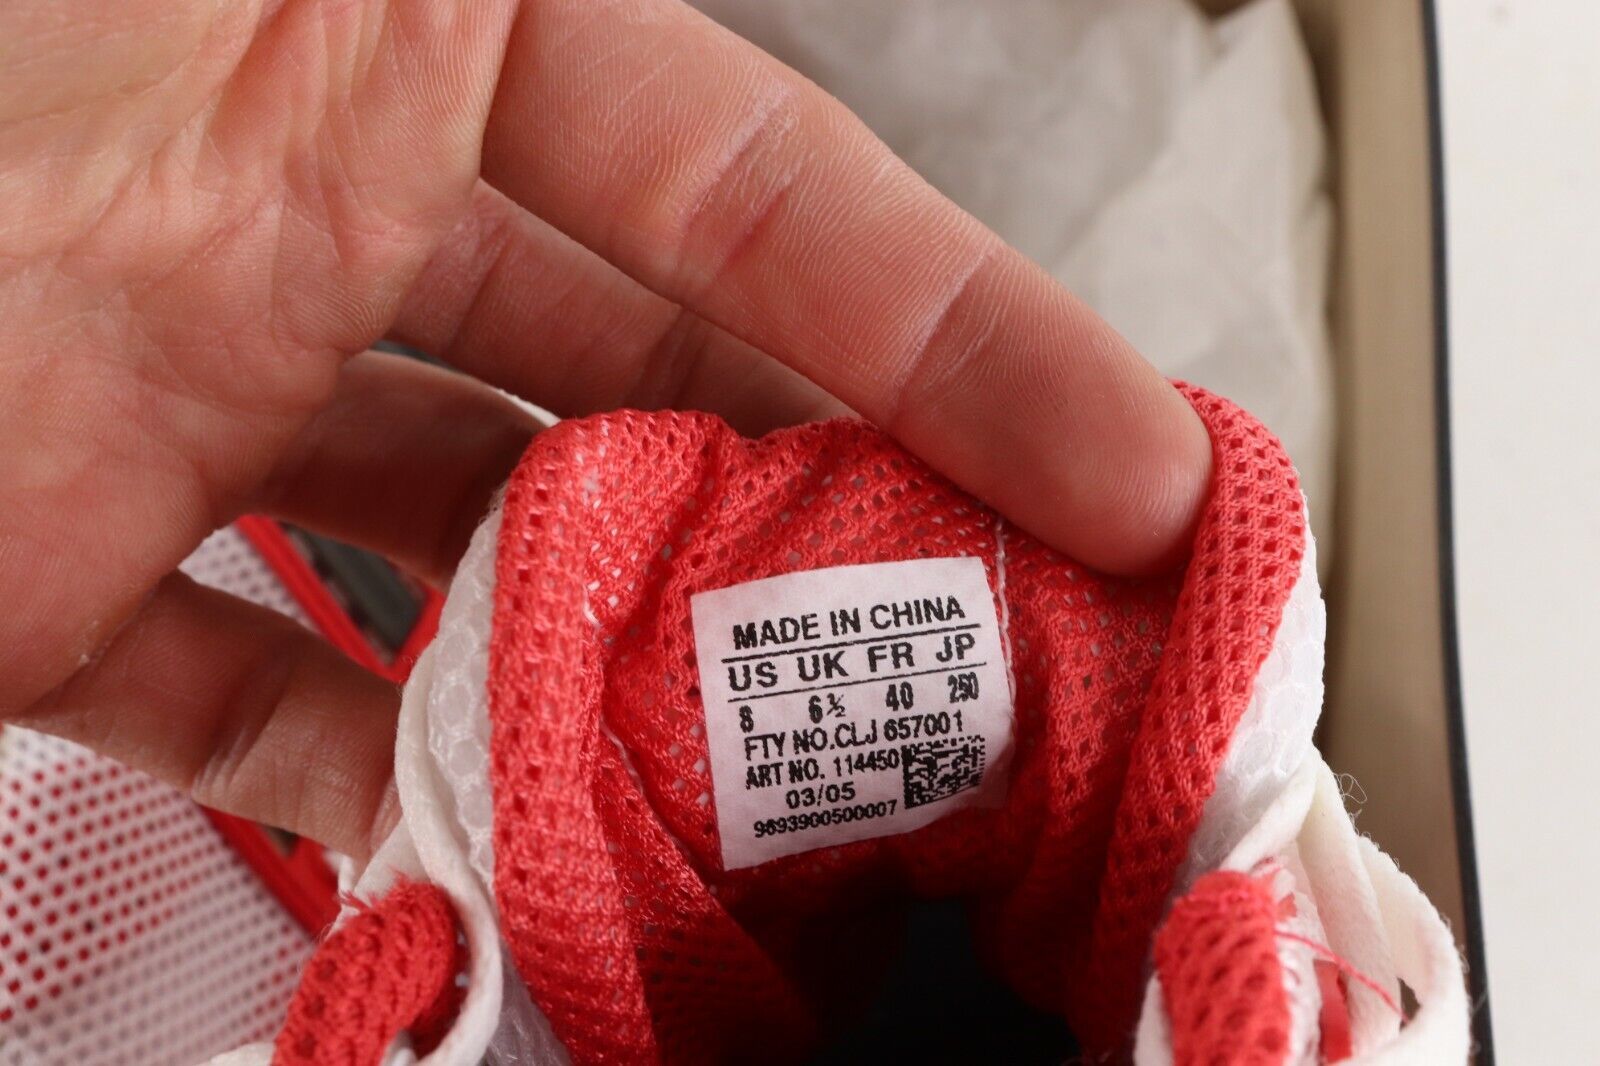 MADE IN CHINA
US UK FR JP
8 6½ 40 250
FTY NO.CLJ 657001
ART NO. 114450
03/05
9693900500007